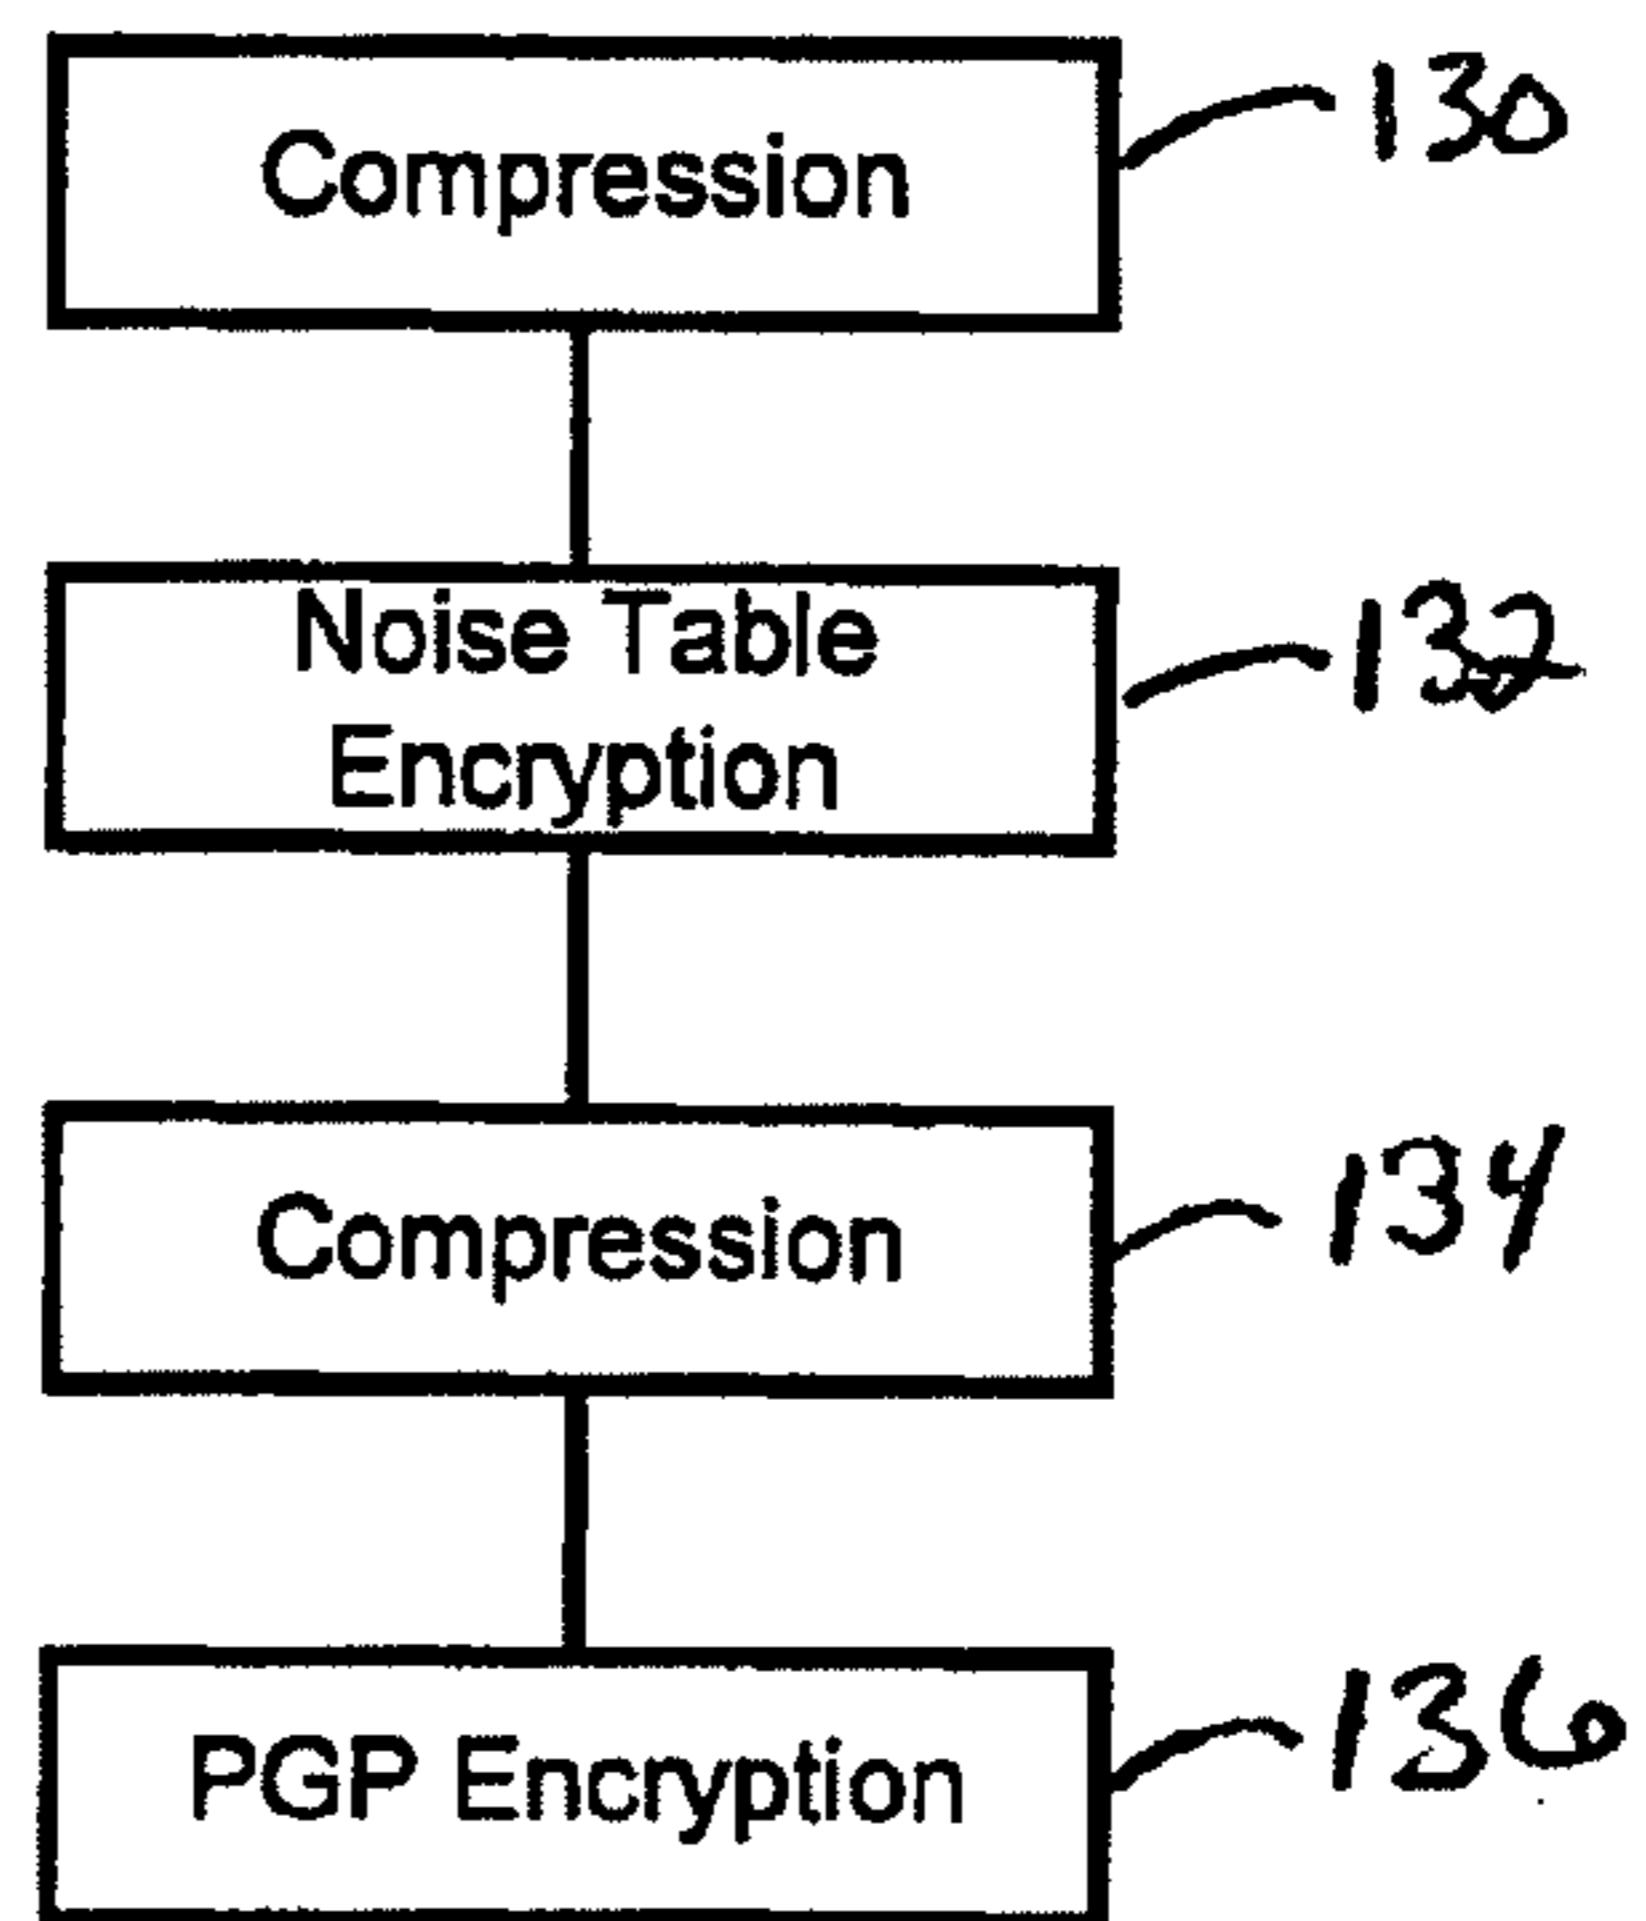 Compression
130
Noise Table
Encryption
132
Compression
134
PGP Encryption
136